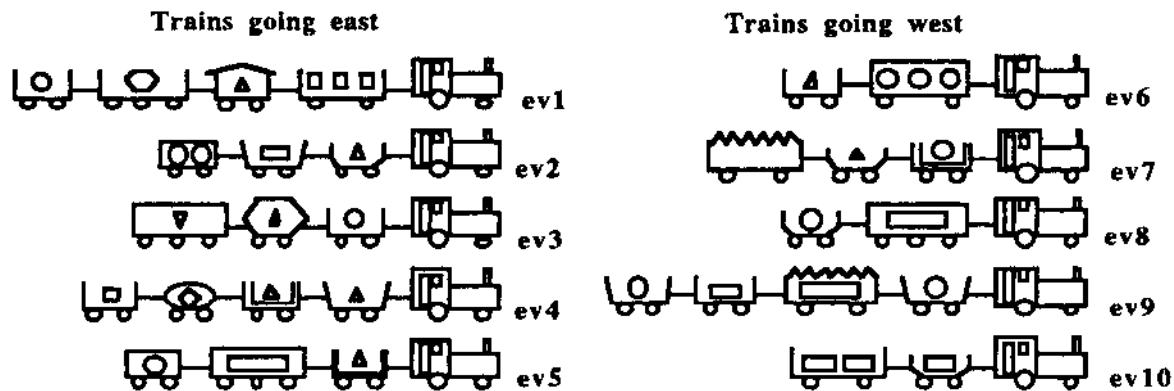 Trains going east
Trains going west
ev1
ev2
ev3
ev4
ev5
ev6
ev7
ev8
ev9
ev10